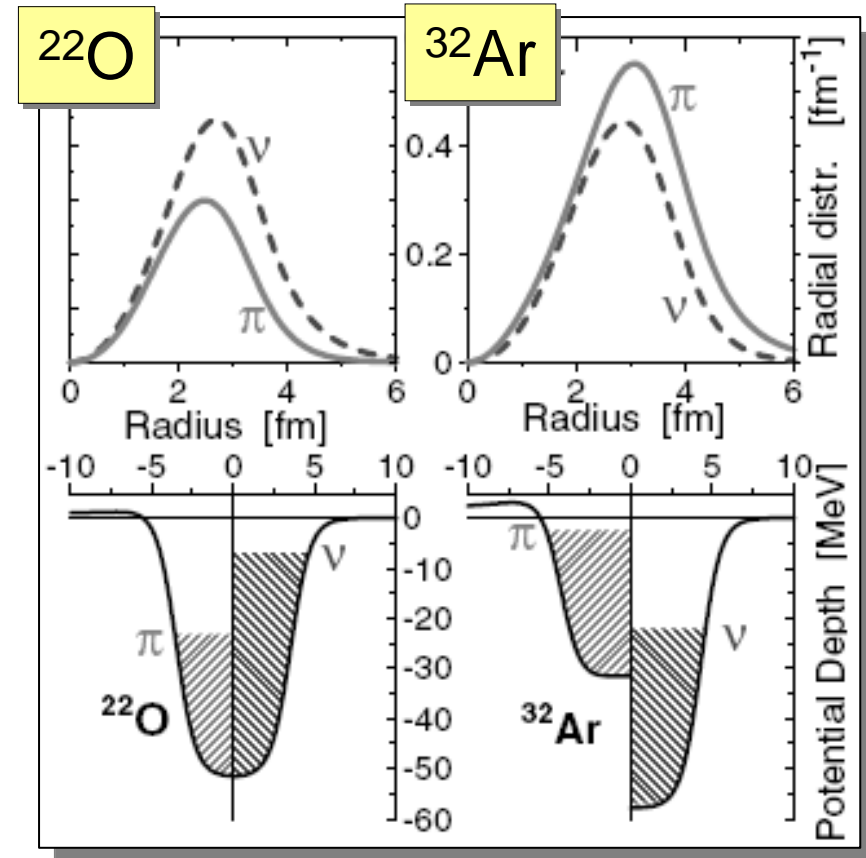 ²²O
³²Ar
ν
π
π
ν
0.4
0.2
0
0 2 4 6
0 2 4 6
Radius [fm]
Radius [fm]
Radial distr. [fm⁻¹]
-10 -5 0 5 10
-10 -5 0 5 10
π
ν
²²O
π
ν
³²Ar
0
-10
-20
-30
-40
-50
-60
Potential Depth [MeV]